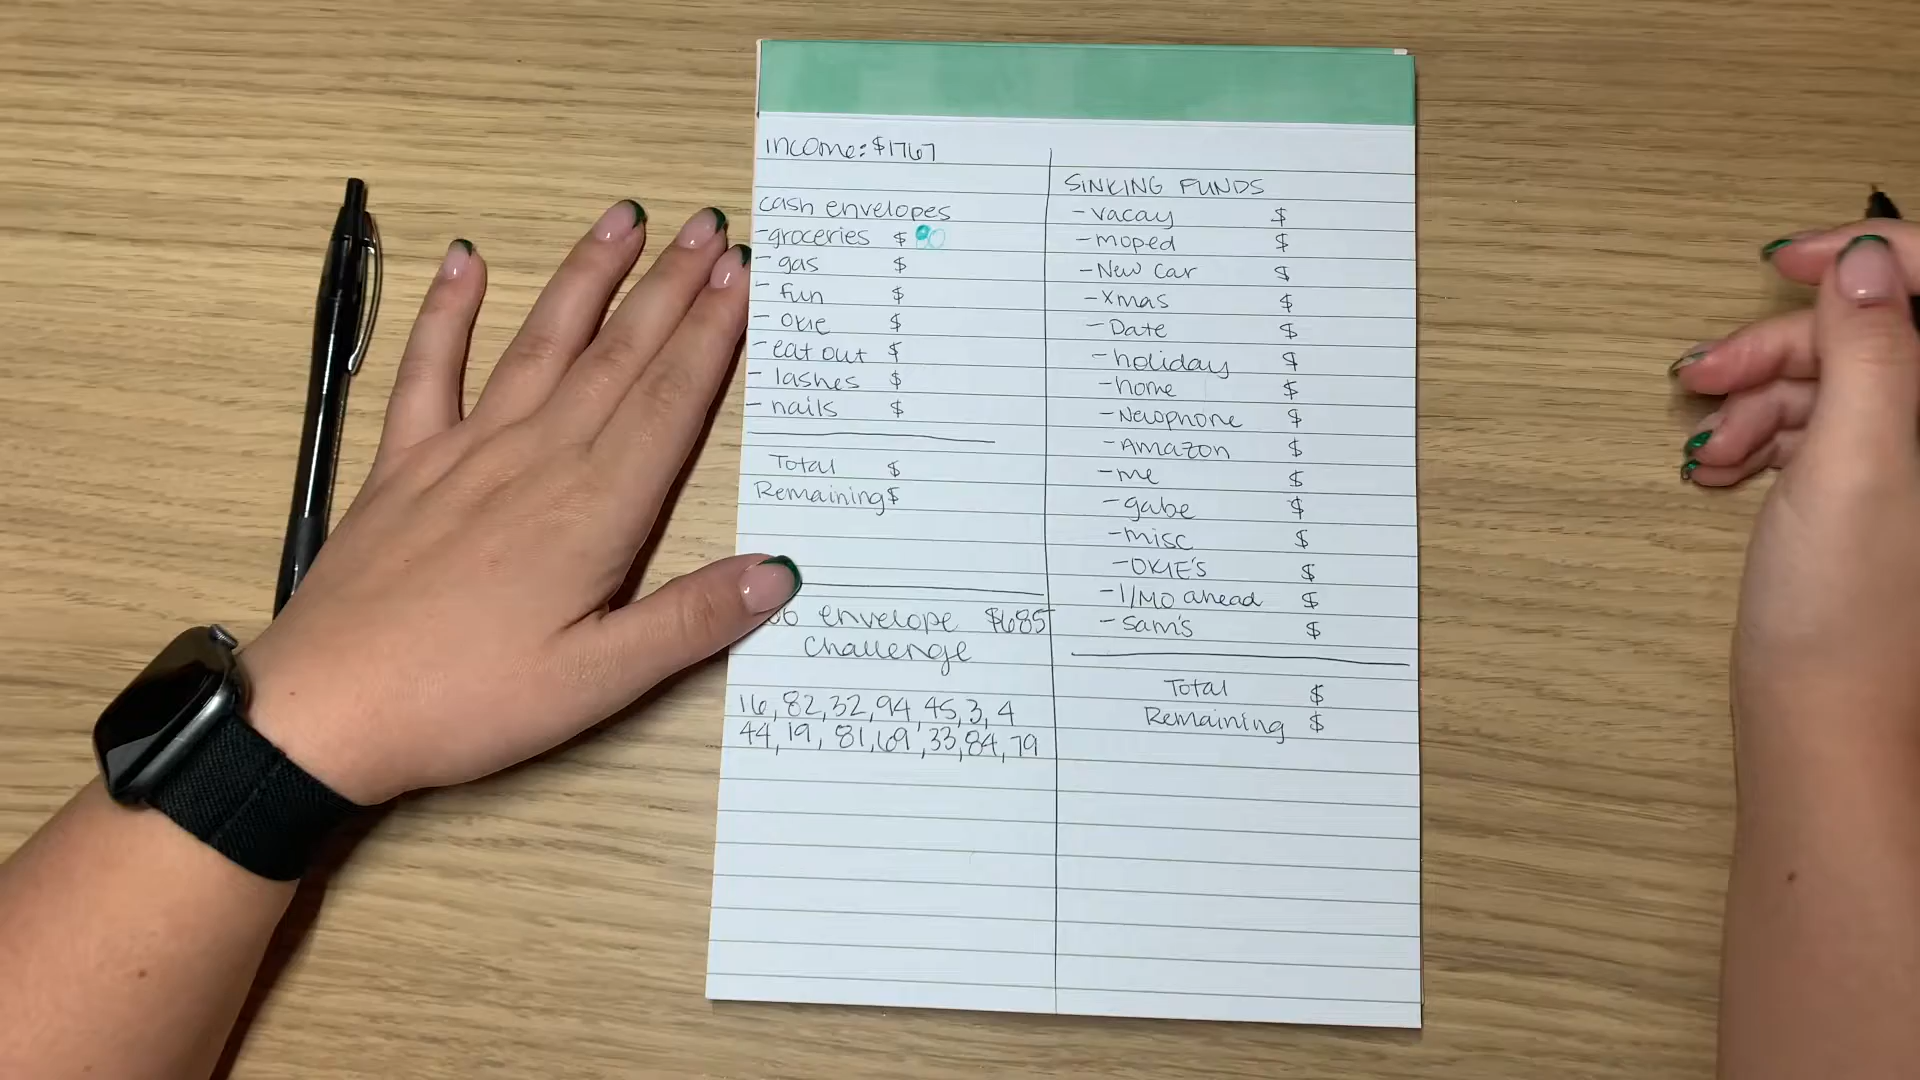 income: $1767
cash envelopes
- groceries $
- gas $
- fun $
- okie $
- eat out $
- lashes $
- nails $
Total $
Remaining $
envelope $685
Challenge
16, 82, 32, 94, 45, 3, 4
44, 19, 81, 69, 33, 84, 79
SINKING FUNDS
- vacay $
- moped $
- New car $
- xmas $
- Date $
- holiday $
- home $
- Newphone $
- Amazon $
- me $
- gabe $
- misc $
- OKIE'S $
- 1/MO ahead $
- Sam's $
Total $
Remaining $